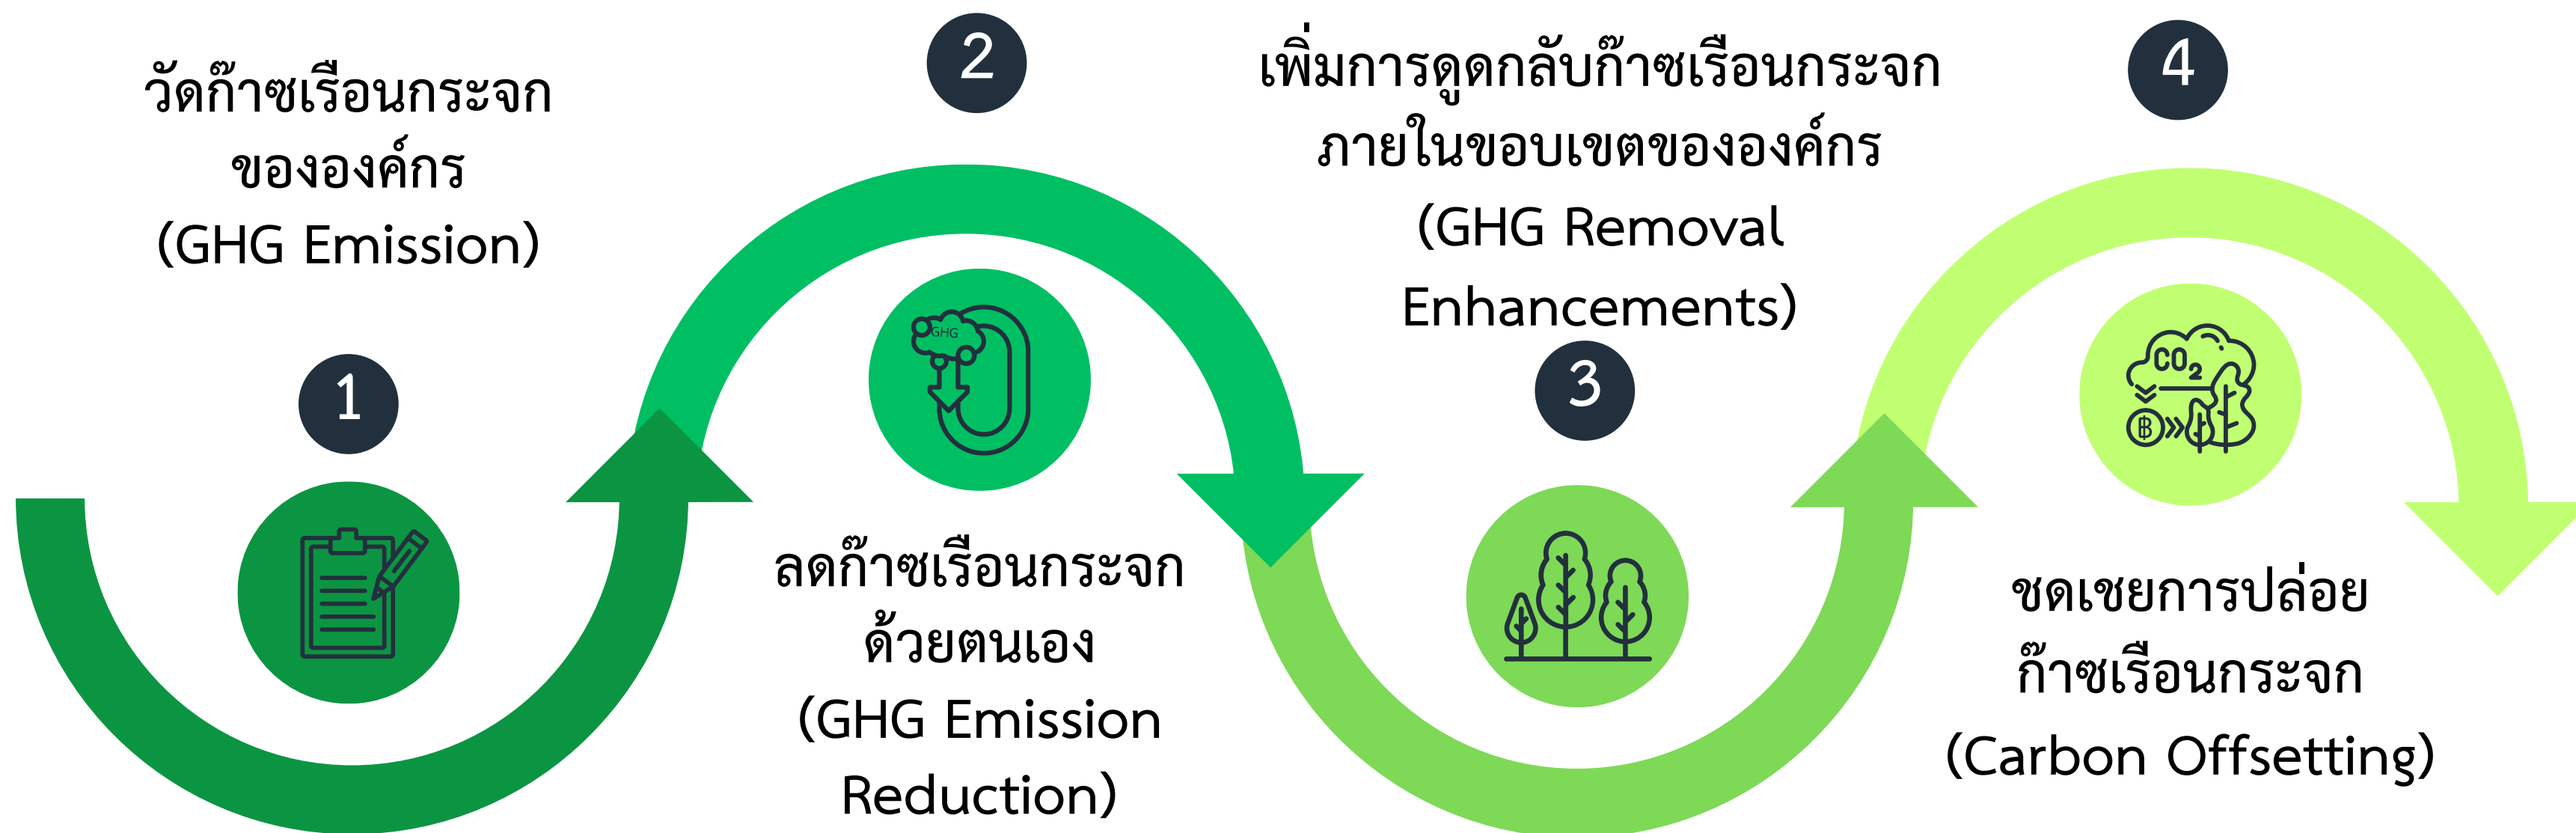 1
วัดก๊าซเรือนกระจก
ขององค์กร
(GHG Emission)
2
GHG
ลดก๊าซเรือนกระจก
ด้วยตนเอง
(GHG Emission
Reduction)
เพิ่มการดูดกลับก๊าซเรือนกระจก
ภายในขอบเขตขององค์กร
(GHG Removal
Enhancements)
3
4
CO2
฿
ชดเชยการปล่อย
ก๊าซเรือนกระจก
(Carbon Offsetting)